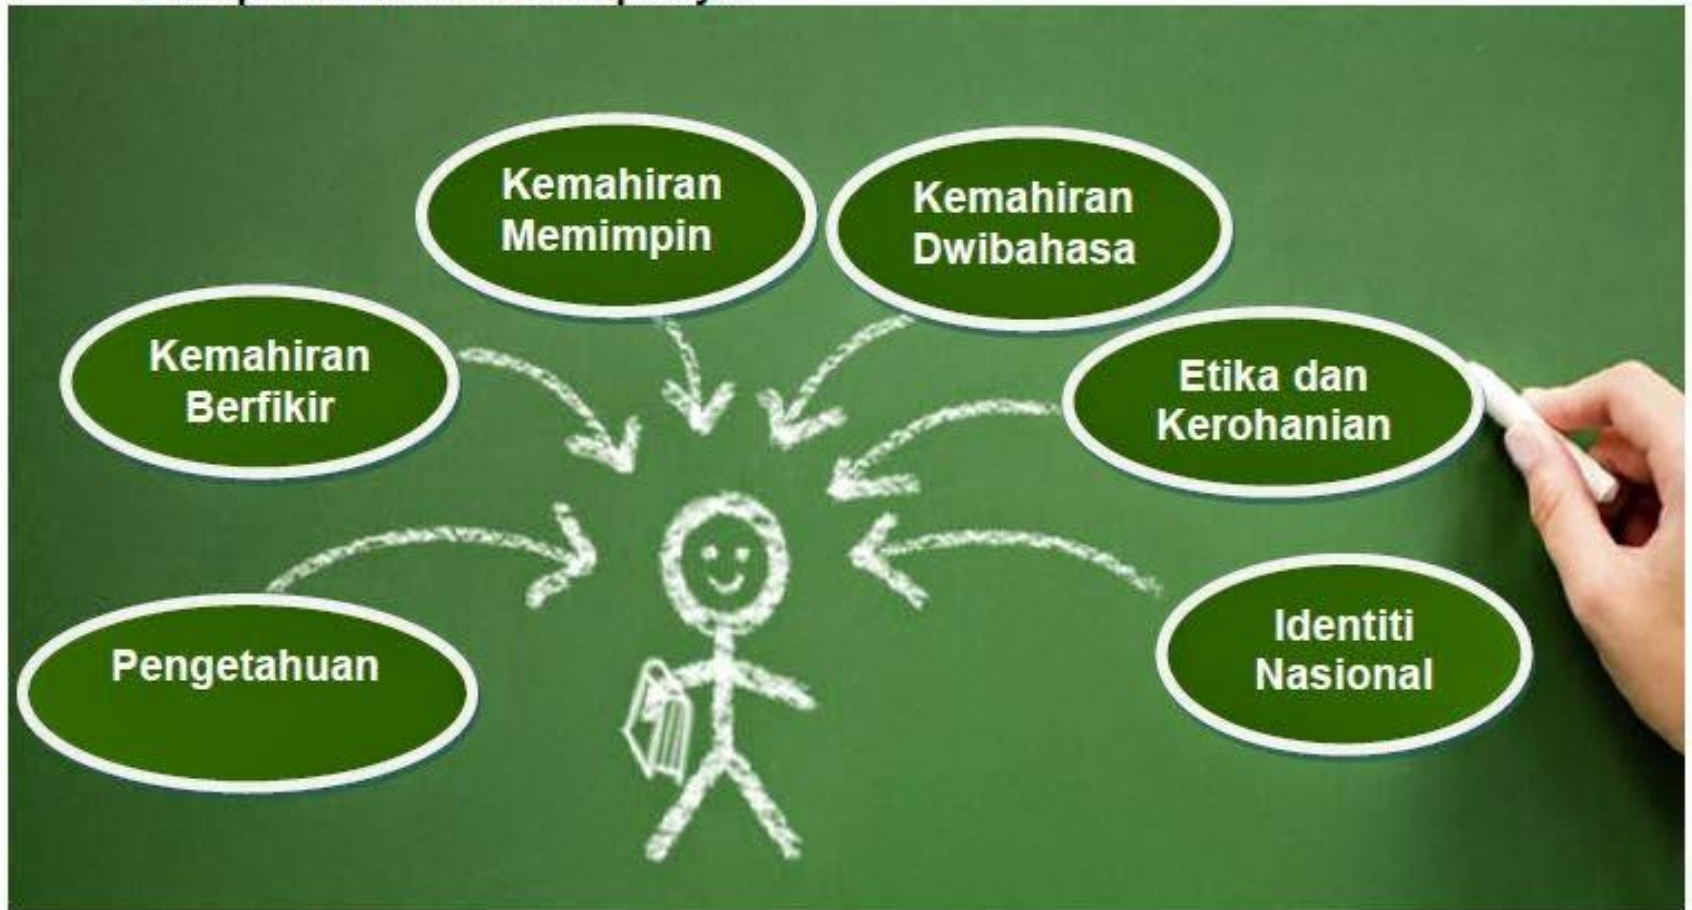 Kemahiran
Memimpin
Kemahiran
Dwibahasa
Kemahiran
Berfikir
Etika dan
Kerohanian
Pengetahuan
Identiti
Nasional